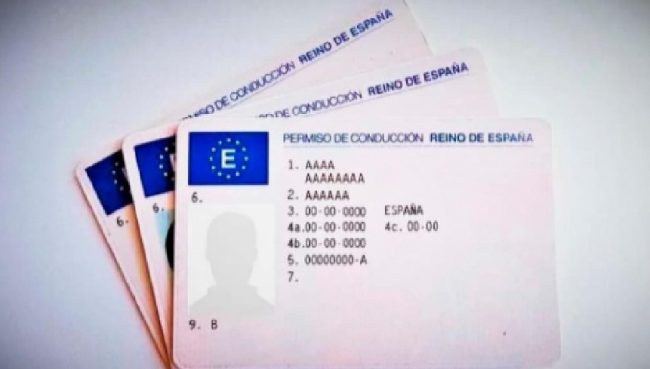 RMISO DE CONDUCCIÓN REINO DE ESPAÑA
DE CONDUCCIÓN REINO DE ESPAÑA
6.
6.
E
PERMISO DE CONDUCCIÓN REINO DE ESPAÑA
1. AAAA
AAAAAAAA
2. AAAAAA
3. 00-00-0000 ESPAÑA
4a. 00-00-0000 4c. 00-00
4b. 00-00-0000
5. 00000000-A
7.
6.
9. B